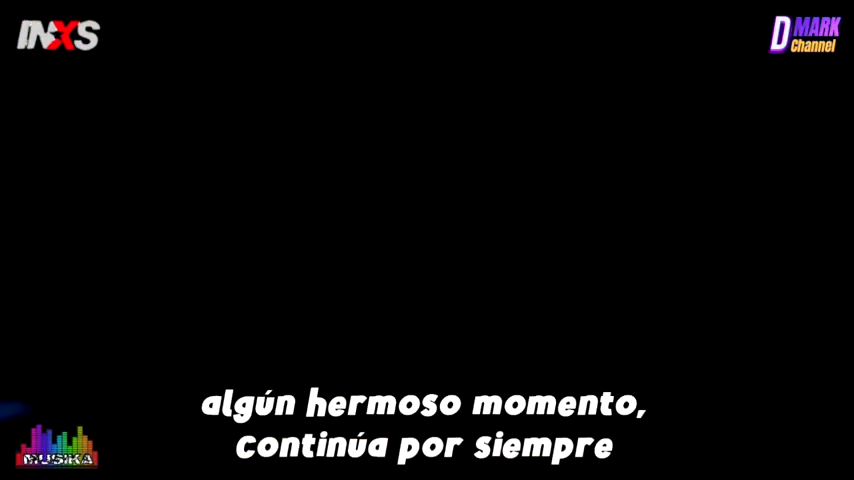 INXS
D MARK
Channel
algún hermoso momento,
continúa por siempre
MUSIKA